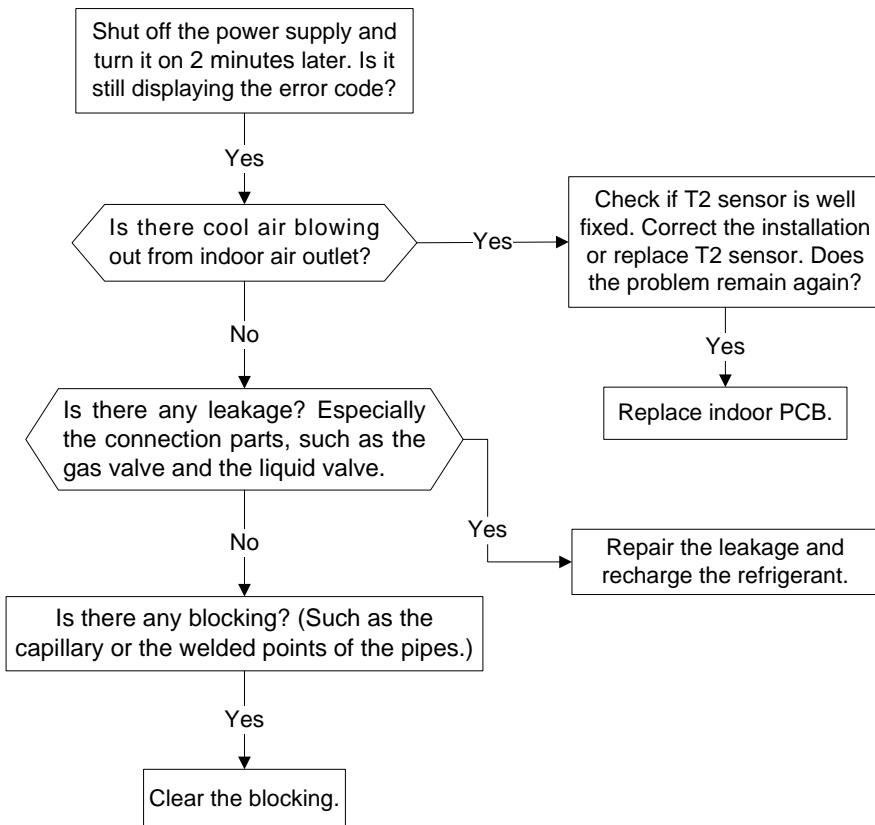 Shut off the power supply and
turn it on 2 minutes later. Is it
still displaying the error code?
Yes
Is there cool air blowing
out from indoor air outlet?
Yes
Check if T2 sensor is well
fixed. Correct the installation
or replace T2 sensor. Does
the problem remain again?
Yes
Replace indoor PCB.
No
Is there any leakage? Especially
the connection parts, such as the
gas valve and the liquid valve.
Yes
Repair the leakage and
recharge the refrigerant.
No
Is there any blocking? (Such as the
capillary or the welded points of the pipes.)
Yes
Clear the blocking.